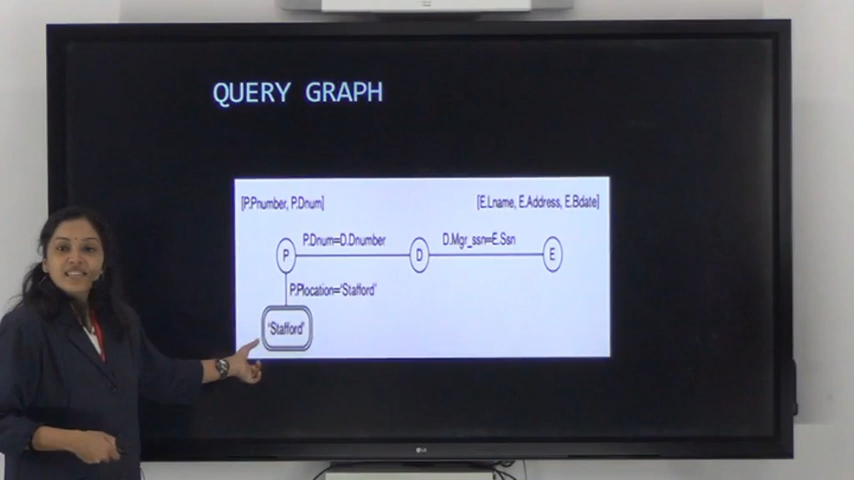 QUERY GRAPH
[P.Pnumber, P.Dnum]
[E.Lname, E.Address, E.Bdate]
P.Dnum=D.Dnumber
D.Mgr_ssn=E.Ssn
P
D
E
P.Plocation='Stafford'
'Stafford'
LG